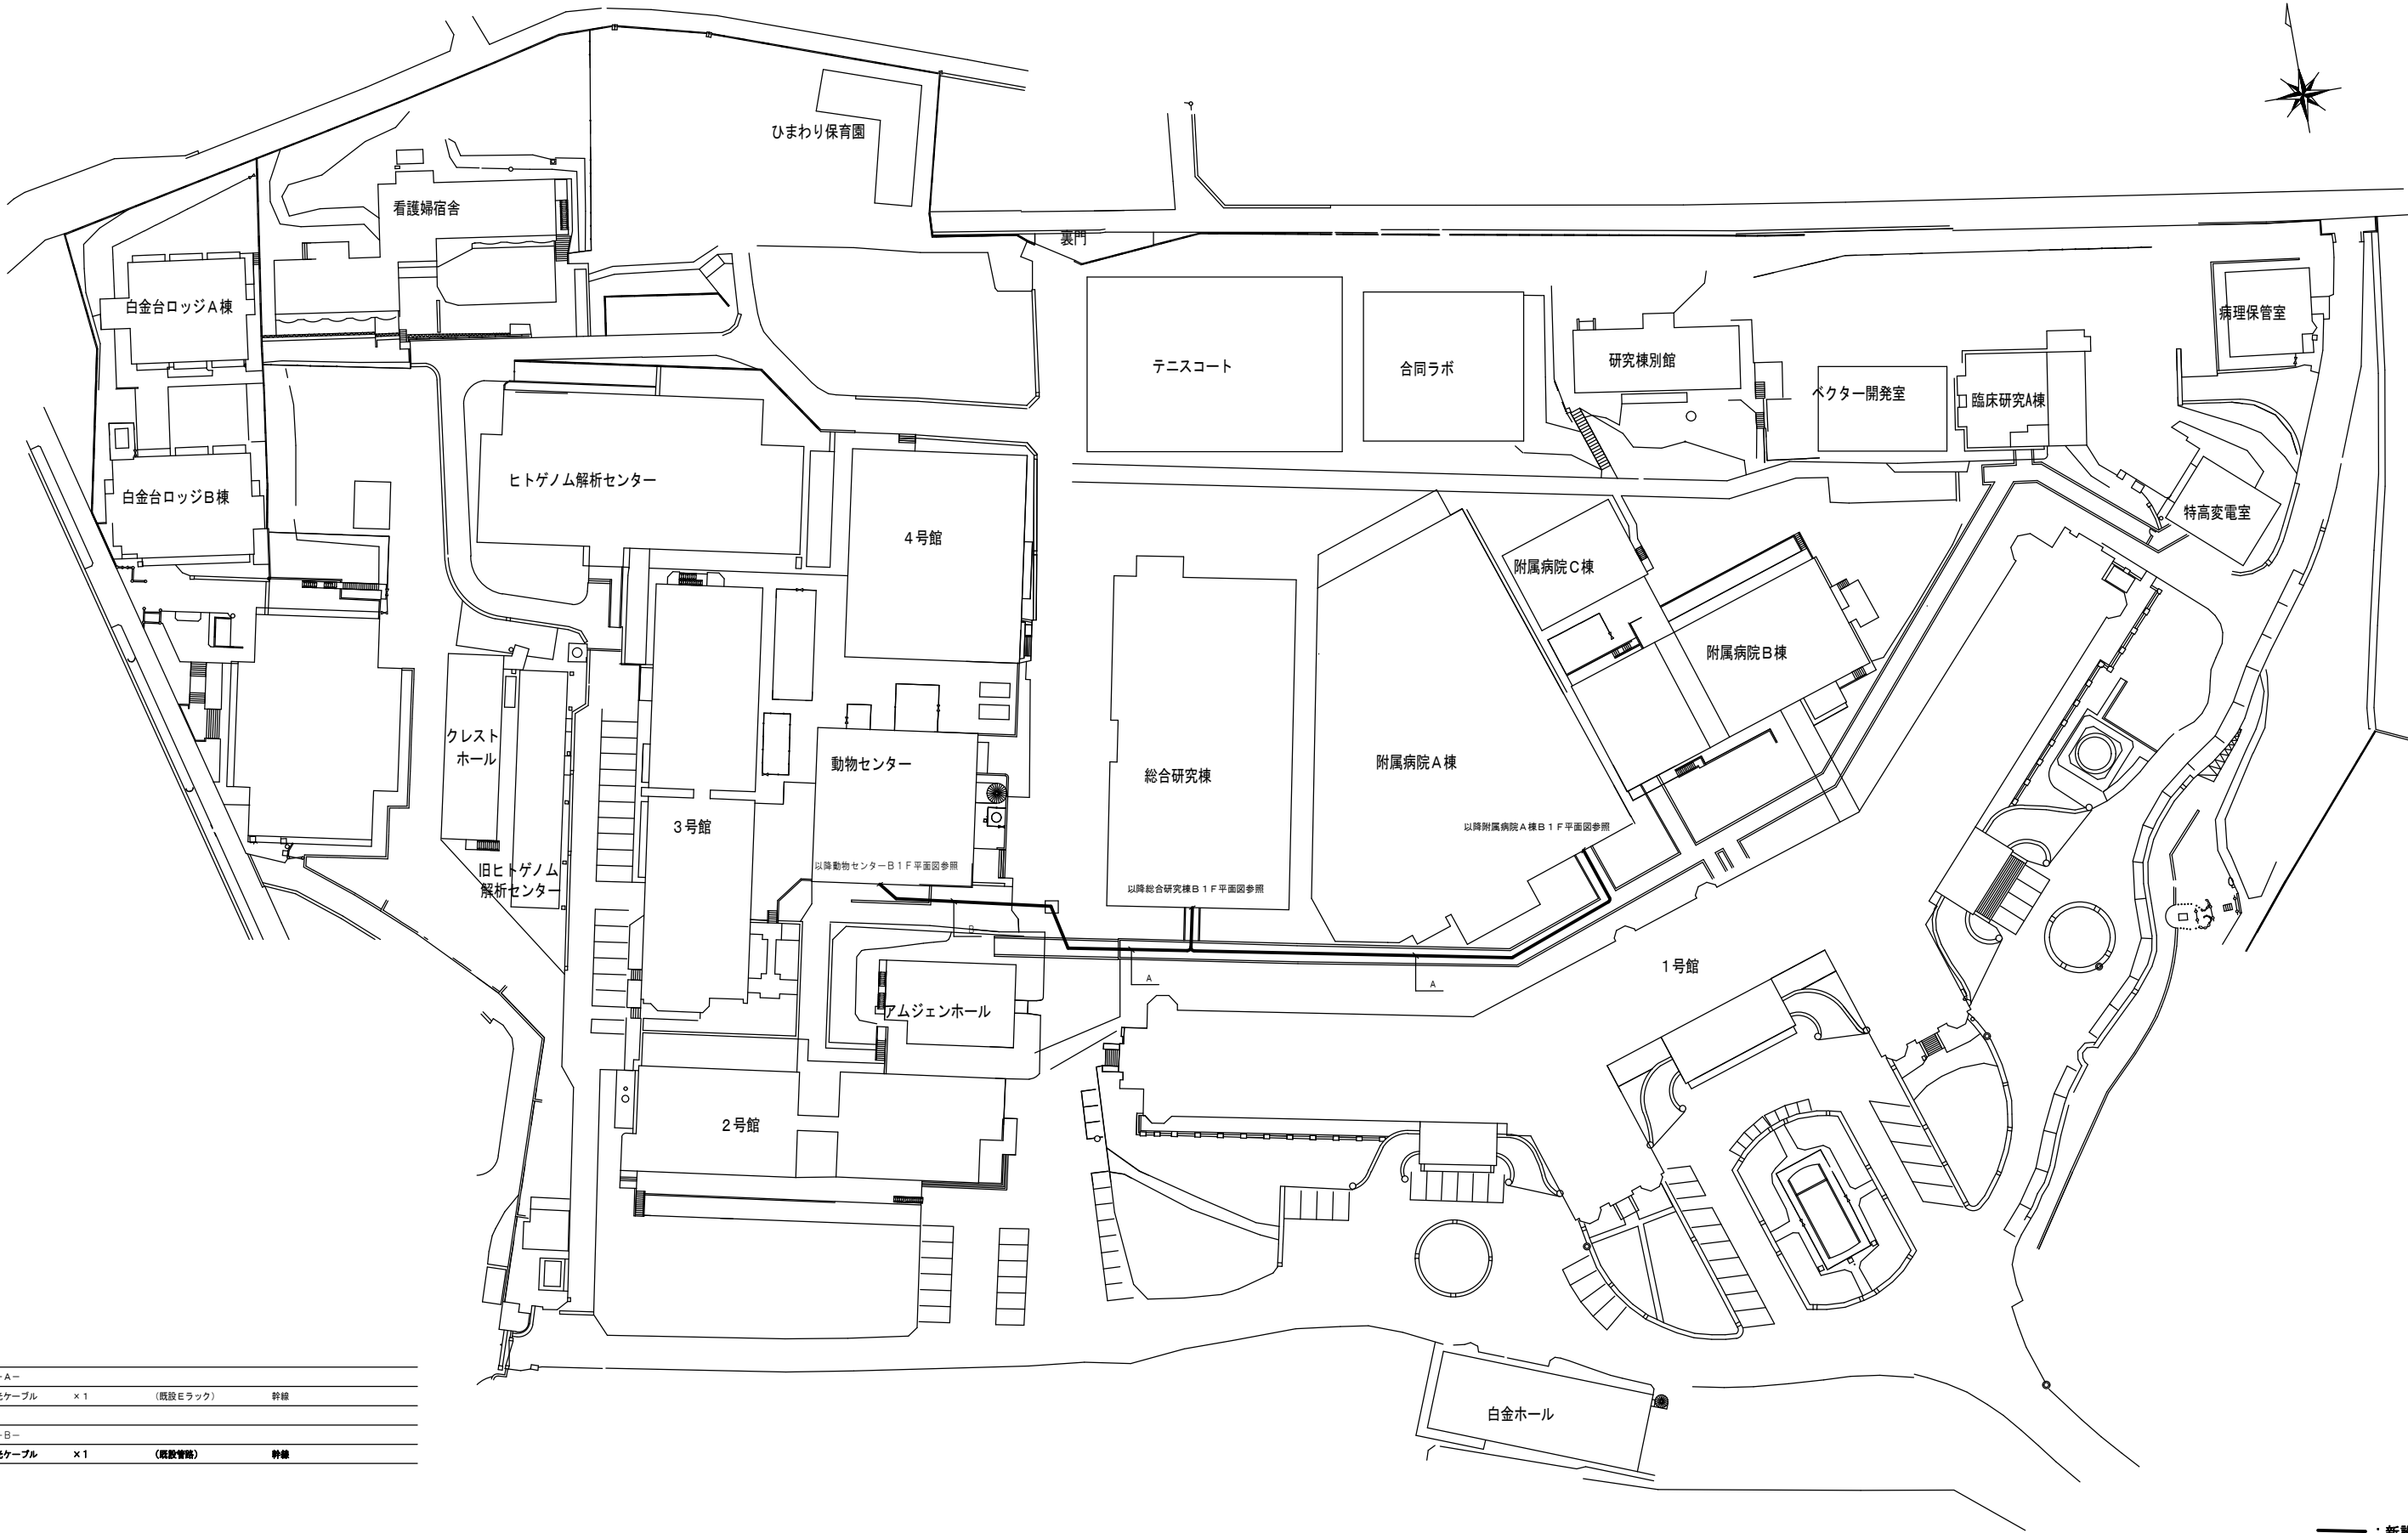 ひまわり保育園
看護婦宿舎
裏門
白金台ロッジA棟
病理保管室
テニスコート
合同ラボ
研究棟別館
ベクター開発室
臨床研究A棟
ヒトゲノム解析センター
白金台ロッジB棟
特高変電室
4号館
附属病院C棟
附属病院B棟
クレスト
ホール
動物センター
総合研究棟
附属病院A棟
3号館
以降附属病院A棟B1F平面図参照
以降動物センターB1F平面図参照
旧ヒトゲノム
解析センター
以降総合研究棟B1F平面図参照
B
1号館
A
A
アムジェンホール
2号館
-A-
ケーブル ×1 (既設Eラック) 幹線
-B-
ケーブル ×1 (既設管路) 幹線
白金ホール